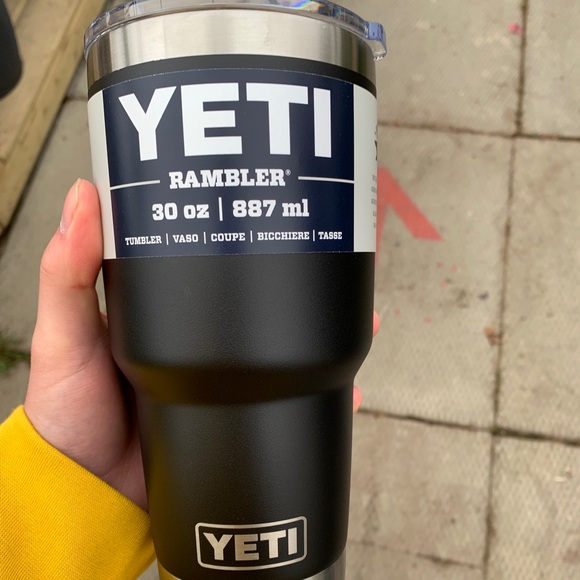 YETI
RAMBLER®
30 oz | 887 ml
TUMBLER | VASO | COUPE | BICCHIERE | TASSE
YETI